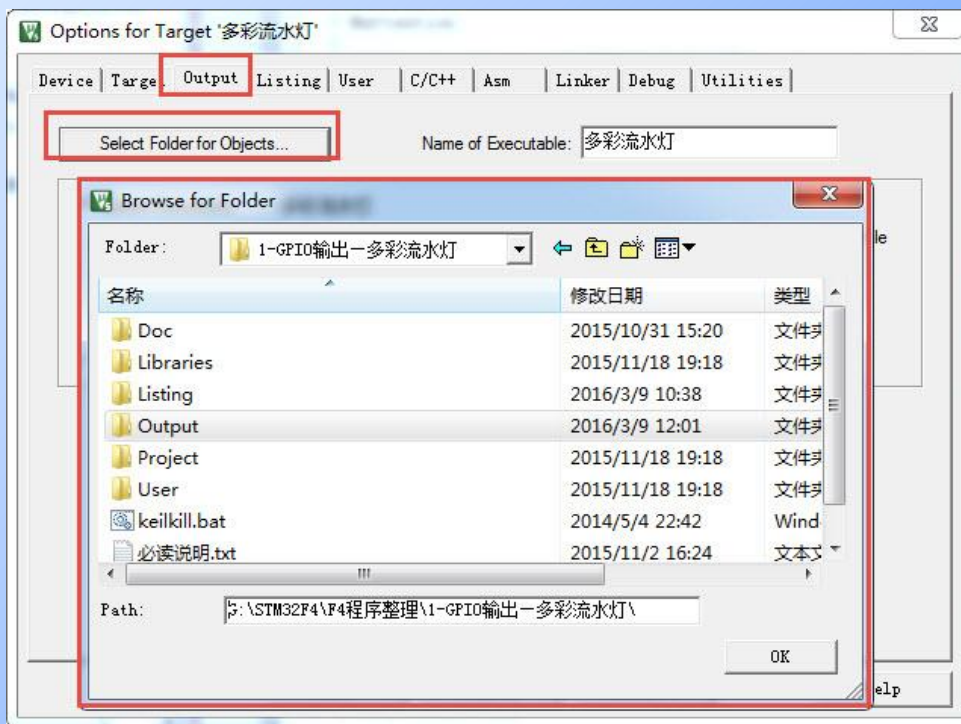 Options for Target '多彩流水灯'
Device Targe Output Listing User C/C++ Asm Linker Debug Utilities
Select Folder for Objects... Name of Executable: 多彩流水灯
Browse for Folder
le
Folder: 1-GPIO输出—多彩流水灯
名称 修改日期 类型
Doc 2015/10/31 15:20 文件夹
Libraries 2015/11/18 19:18 文件夹
Listing 2016/3/9 10:38 文件夹
Output 2016/3/9 12:01 文件夹
Project 2015/11/18 19:18 文件夹
User 2015/11/18 19:18 文件夹
keilkill.bat 2014/5/4 22:42 Wind
必读说明.txt 2015/11/2 16:24 文本文
Path: :\STM32F4\F4程序整理\1-GPIO输出—多彩流水灯\
OK
elp